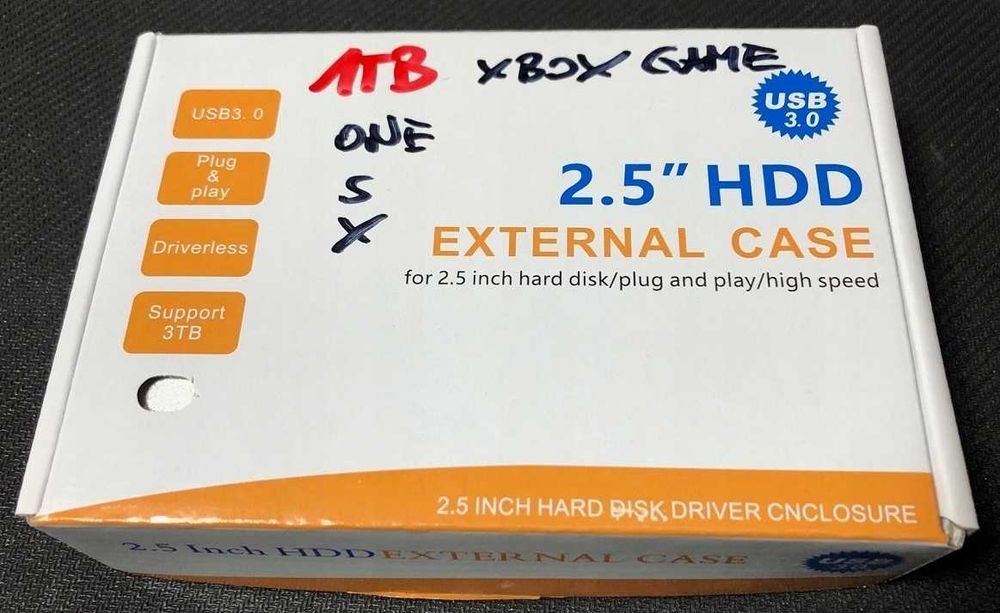 1TB XBOX GAME
ONE
S
X
USB3. 0
Plug
&
play
Driverless
Support
3TB
USB
3.0
2.5" HDD
EXTERNAL CASE
for 2.5 inch hard disk/plug and play/high speed
2.5 INCH HARD DISK DRIVER CNCLOSURE
2.5 Inch HDD EXTERNAL CASE
USB